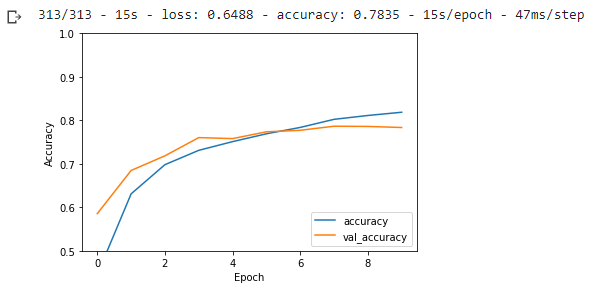 313/313 - 15s - loss: 0.6488 - accuracy: 0.7835 - 15s/epoch - 47ms/step
1.0
0.9
0.8
0.7
0.6
0.5
Accuracy
accuracy
val_accuracy
0 2 4 6 8
Epoch